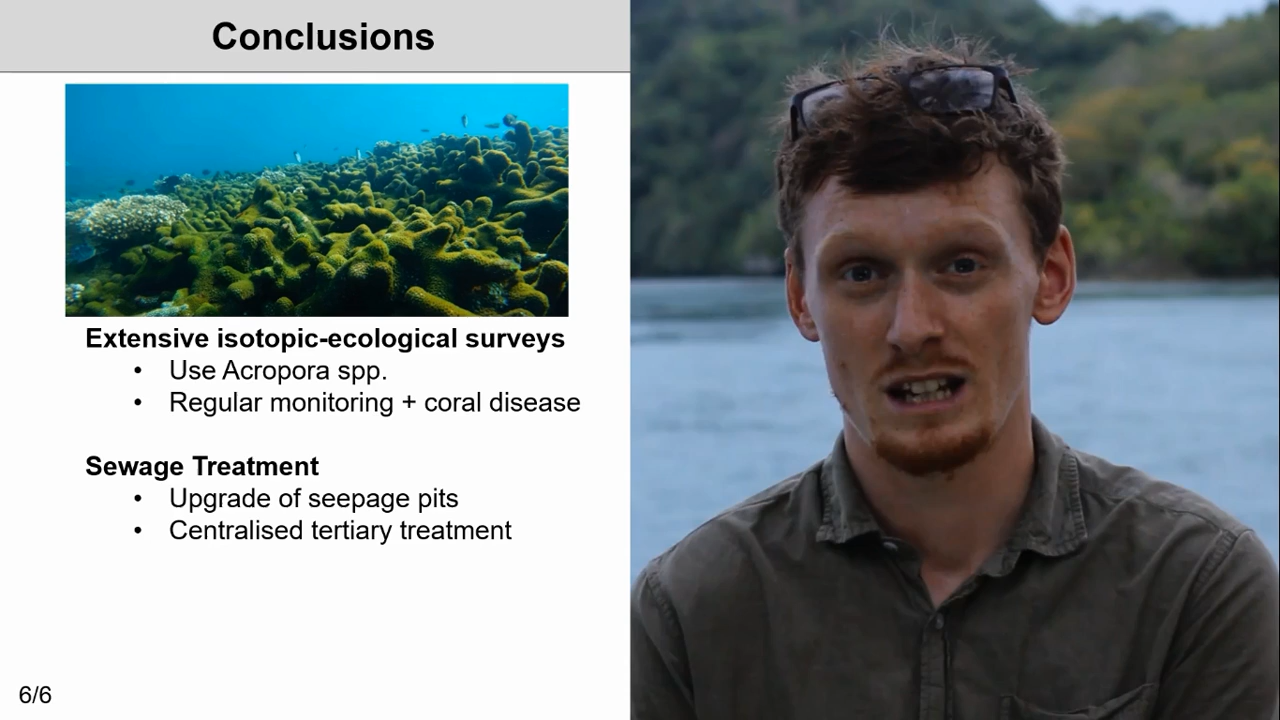 Conclusions
Extensive isotopic-ecological surveys
• Use Acropora spp.
• Regular monitoring + coral disease
Sewage Treatment
• Upgrade of seepage pits
• Centralised tertiary treatment
6/6